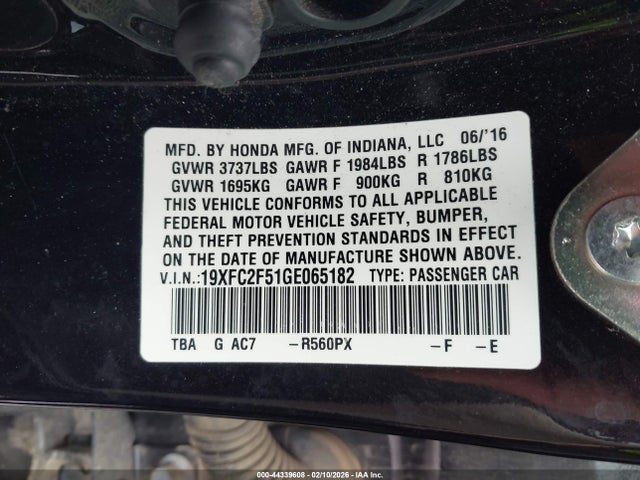 MFD. BY HONDA MFG. OF INDIANA, LLC 06/'16
GVWR 3737LBS GAWR F 1984LBS R 1786LBS
GVWR 1695KG GAWR F 900KG R 810KG
THIS VEHICLE CONFORMS TO ALL APPLICABLE
FEDERAL MOTOR VEHICLE SAFETY, BUMPER,
AND THEFT PREVENTION STANDARDS IN EFFECT
ON THE DATE OF MANUFACTURE SHOWN ABOVE.
V.I.N.:19XFC2F51GE065182 TYPE: PASSENGER CAR
TBA G AC7 –R560PX –F –E
000-44339608 - 02/10/2026 - IAA Inc.